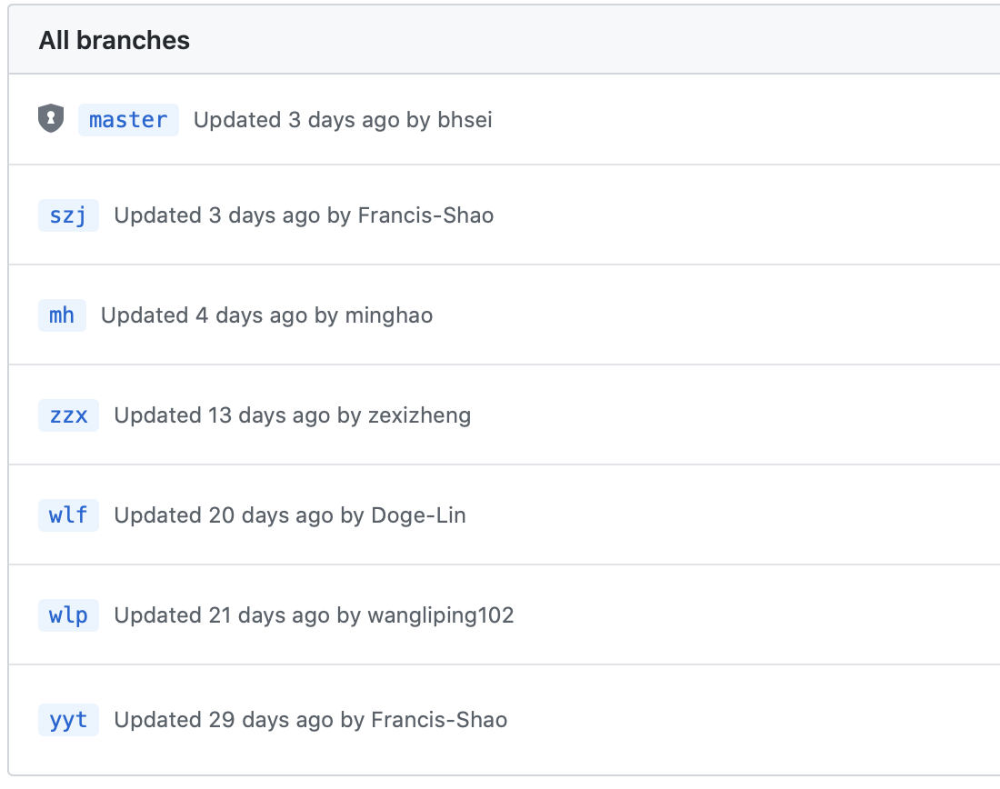 All branches
master Updated 3 days ago by bhsei
szj Updated 3 days ago by Francis-Shao
mh Updated 4 days ago by minghao
zzx Updated 13 days ago by zexizheng
wlf Updated 20 days ago by Doge-Lin
wlp Updated 21 days ago by wangliping102
yyt Updated 29 days ago by Francis-Shao